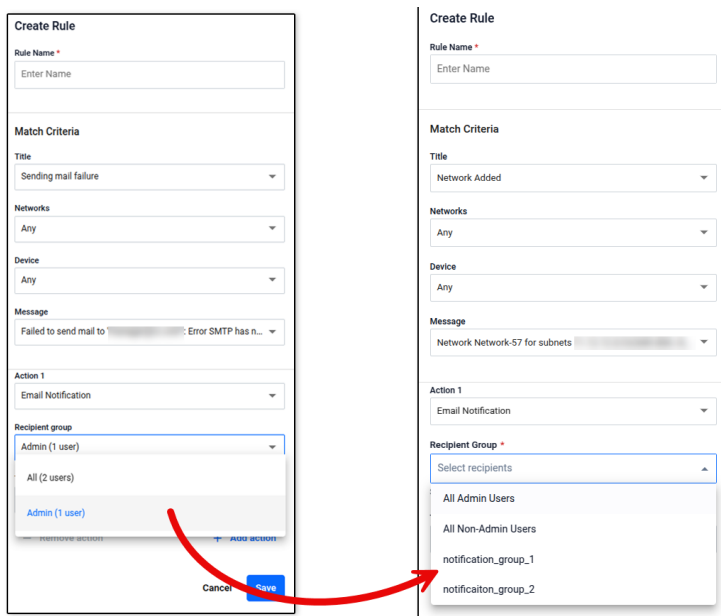 Create Rule
Rule Name *
Enter Name
Match Criteria
Title
Sending mail failure
Networks
Any
Device
Any
Message
Failed to send mail to ' ': Error SMTP has n...
Action 1
Email Notification
Recipient group
Admin (1 user)
All (2 users)
Admin (1 user)
Remove action
+ Add action
Cancel
Save
Create Rule
Rule Name *
Enter Name
Match Criteria
Title
Network Added
Networks
Any
Device
Any
Message
Network Network-57 for subnets
Action 1
Email Notification
Recipient Group *
Select recipients
All Admin Users
All Non-Admin Users
notification_group_1
notificaiton_group_2